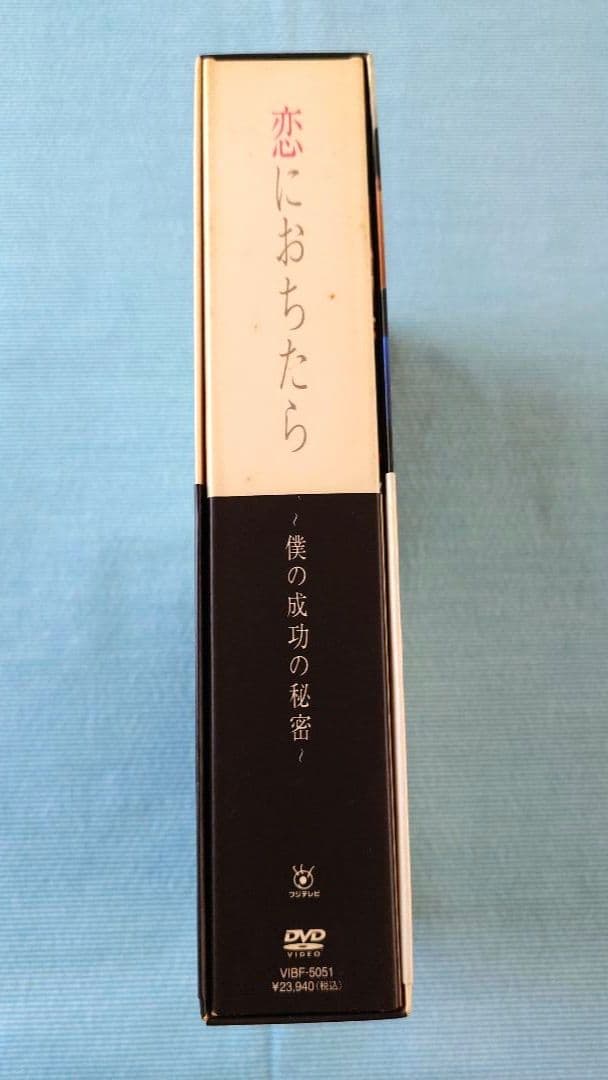 恋におちたら
~僕の成功の秘密~
フジテレビ
DVD
VIDEO
VIBF-5051
¥23,940(税込)